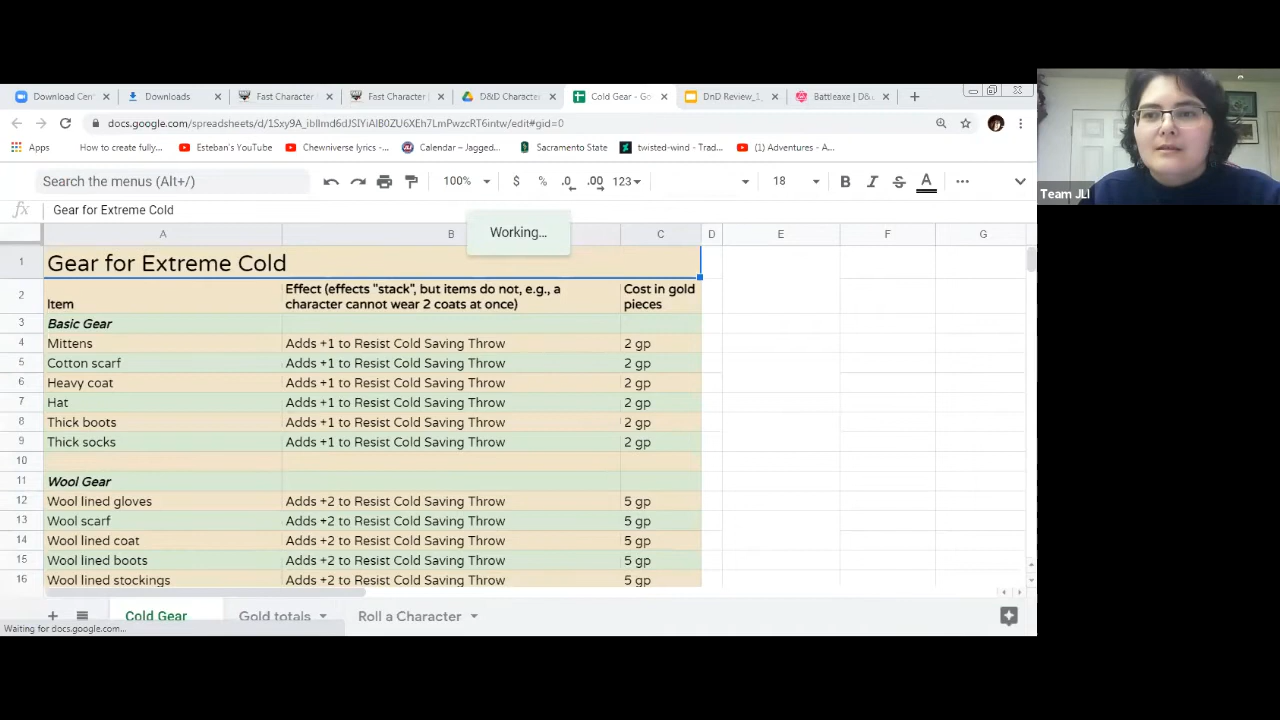 Download Cen
Downloads
Fast Character
Fast Character
D&D Characte
Cold Gear - Go
DnD Review_1_
Battleaxe | D&
Apps
How to create fully...
Esteban's YouTube
Chewniverse lyrics -...
Calendar – Jagged...
Sacramento State
twisted-wind - Trad...
(1) Adventures - A...
Search the menus (Alt+/)
100%
$
%
.0
.00
123
18
B
I
S
A
fx
Gear for Extreme Cold
Working...
A
B
C
D
E
F
G
1
Gear for Extreme Cold
2
Item
Effect (effects "stack", but items do not, e.g., a
character cannot wear 2 coats at once)
Cost in gold
pieces
3
Basic Gear
4
Mittens
Adds +1 to Resist Cold Saving Throw
2 gp
5
Cotton scarf
Adds +1 to Resist Cold Saving Throw
2 gp
6
Heavy coat
Adds +1 to Resist Cold Saving Throw
2 gp
7
Hat
Adds +1 to Resist Cold Saving Throw
2 gp
8
Thick boots
Adds +1 to Resist Cold Saving Throw
2 gp
9
Thick socks
Adds +1 to Resist Cold Saving Throw
2 gp
10
11
Wool Gear
12
Wool lined gloves
Adds +2 to Resist Cold Saving Throw
5 gp
13
Wool scarf
Adds +2 to Resist Cold Saving Throw
5 gp
14
Wool lined coat
Adds +2 to Resist Cold Saving Throw
5 gp
15
Wool lined boots
Adds +2 to Resist Cold Saving Throw
5 gp
16
Wool lined stockings
Adds +2 to Resist Cold Saving Throw
5 gp
Cold Gear
Gold totals
Roll a Character
Waiting for docs.google.com...
Team JLI